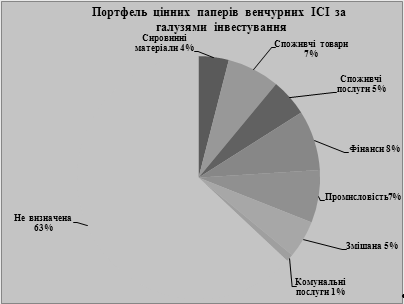 Портфель цінних паперів венчурних ІСІ за
галузями інвестування
Сировинні
матеріали 4%
Споживчі товари
7%
Споживчі
послуги 5%
Фінанси 8%
Промисловість7%
Змішана 5%
Комунальні
послуги 1%
Не визначена
63%